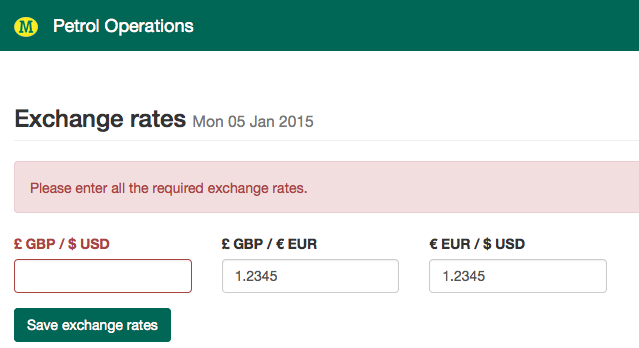 M Petrol Operations
Exchange rates Mon 05 Jan 2015
Please enter all the required exchange rates.
£ GBP / $ USD £ GBP / € EUR € EUR / $ USD
1.2345 1.2345
Save exchange rates